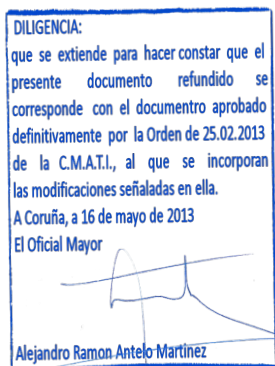 DILIGENCIA:
que se extiende para hacer constar que el
presente documento refundido se
corresponde con el documentro aprobado
definitivamente por la Orden de 25.02.2013
de la C.M.A.T.I., al que se incorporan
las modificaciones señaladas en ella.
A Coruña, a 16 de mayo de 2013
El Oficial Mayor
Alejandro Ramon Antelo Martinez